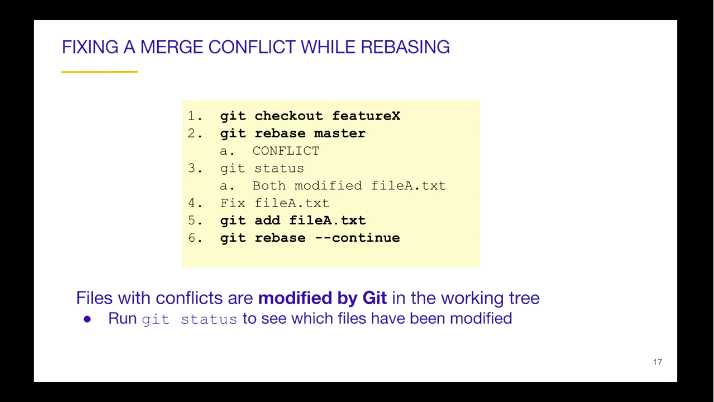 FIXING A MERGE CONFLICT WHILE REBASING
1. git checkout featureX
2. git rebase master
a. CONFLICT
3. git status
a. Both modified fileA.txt
4. Fix fileA.txt
5. git add fileA.txt
6. git rebase --continue
Files with conflicts are modified by Git in the working tree
● Run git status to see which files have been modified
17